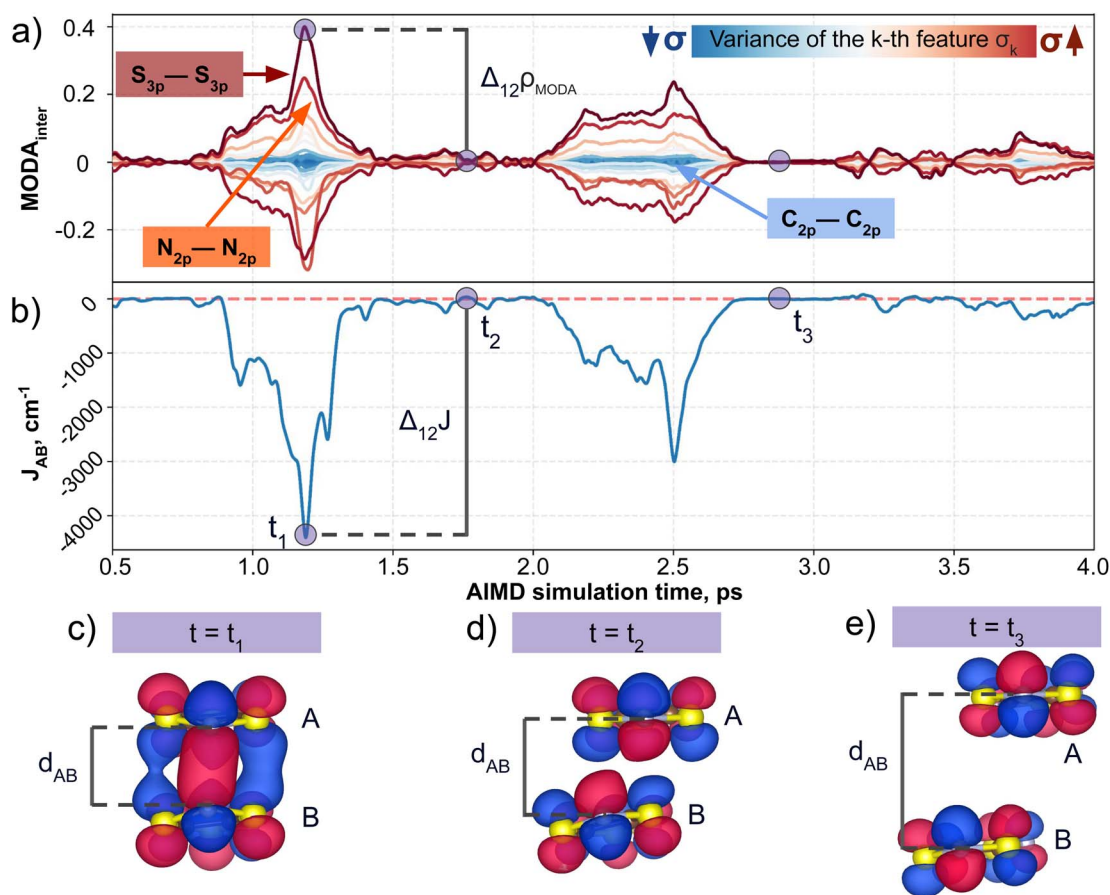 a)
MODA_inter
0.4
0.2
0
-0.2
S_3p — S_3p
N_2p — N_2p
C_2p — C_2p
Δ_12 ρ_MODA
↓σ Variance of the k-th feature σ_k σ↑
b)
J_AB, cm⁻¹
0
-1000
-2000
-3000
-4000
t_1
t_2
t_3
Δ_12 J
0.5 1.0 1.5 2.0 2.5 3.0 3.5 4.0
AIMD simulation time, ps
c)
t = t_1
d_AB
A
B
d)
t = t_2
d_AB
A
B
e)
t = t_3
d_AB
A
B